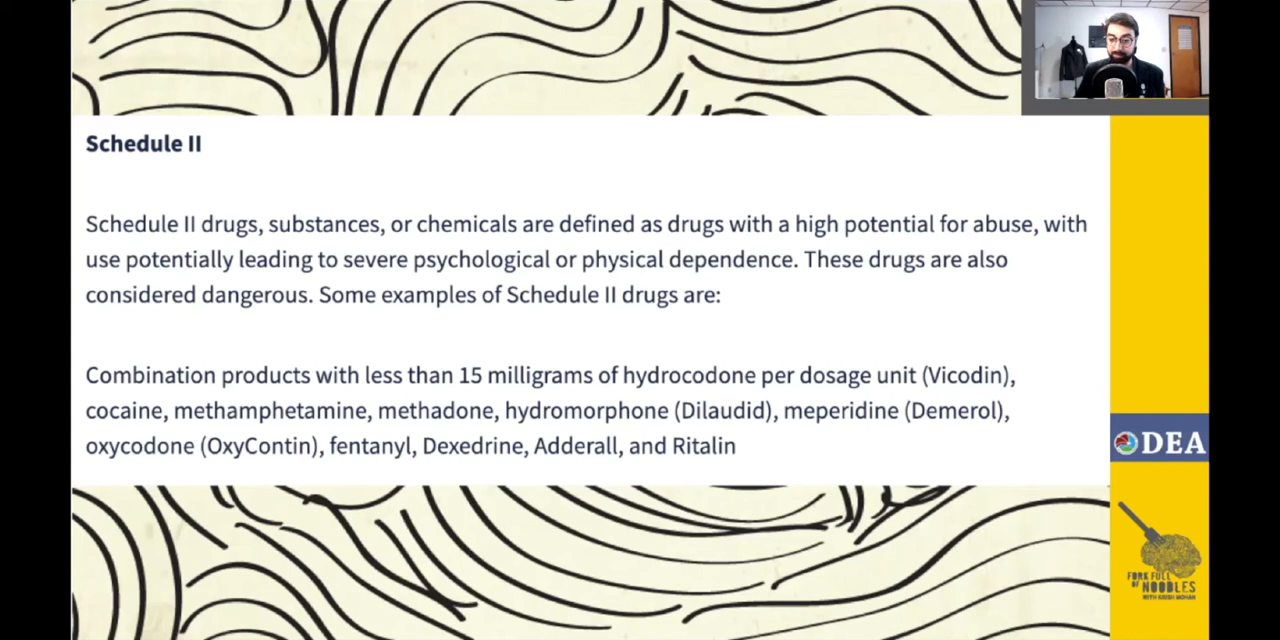 Schedule II
Schedule II drugs, substances, or chemicals are defined as drugs with a high potential for abuse, with
use potentially leading to severe psychological or physical dependence. These drugs are also
considered dangerous. Some examples of Schedule II drugs are:
Combination products with less than 15 milligrams of hydrocodone per dosage unit (Vicodin),
cocaine, methamphetamine, methadone, hydromorphone (Dilaudid), meperidine (Demerol),
oxycodone (OxyContin), fentanyl, Dexedrine, Adderall, and Ritalin
DEA
FORK FULL
OF NOODLES
WITH KRISH MOHAN